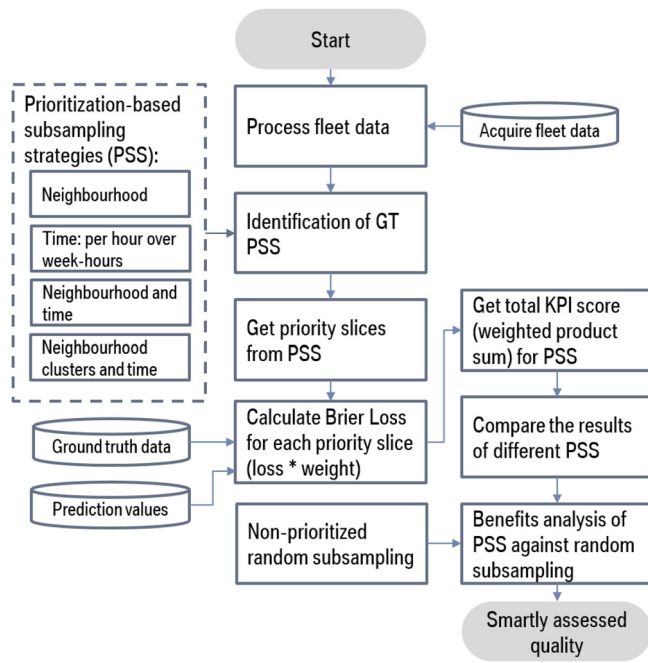 Start
Prioritization-based
subsampling
strategies (PSS):
Neighbourhood
Time: per hour over
week-hours
Neighbourhood and
time
Neighbourhood
clusters and time
Process fleet data
Acquire fleet data
Identification of GT
PSS
Get priority slices
from PSS
Ground truth data
Prediction values
Calculate Brier Loss
for each priority slice
(loss * weight)
Get total KPI score
(weighted product
sum) for PSS
Compare the results
of different PSS
Non-prioritized
random subsampling
Benefits analysis of
PSS against random
subsampling
Smartly assessed
quality